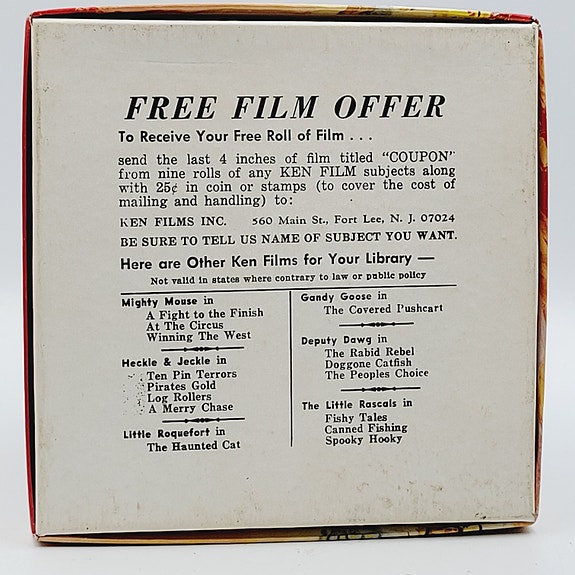 FREE FILM OFFER
To Receive Your Free Roll of Film . . .
send the last 4 inches of film titled "COUPON"
from nine rolls of any KEN FILM subjects along
with 25¢ in coin or stamps (to cover the cost of
mailing and handling) to:
KEN FILMS INC. 560 Main St., Fort Lee, N. J. 07024
BE SURE TO TELL US NAME OF SUBJECT YOU WANT.
Here are Other Ken Films for Your Library —
Not valid in states where contrary to law or public policy
Mighty Mouse in
A Fight to the Finish
At The Circus
Winning The West
Heckle & Jeckle in
Ten Pin Terrors
Pirates Gold
Log Rollers
A Merry Chase
Little Roquefort in
The Haunted Cat
Gandy Goose in
The Covered Pushcart
Deputy Dawg in
The Rabid Rebel
Doggone Catfish
The Peoples Choice
The Little Rascals in
Fishy Tales
Canned Fishing
Spooky Hooky